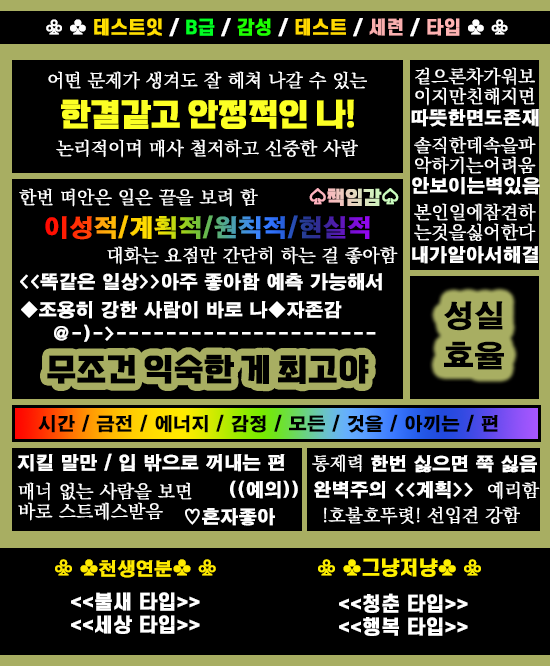 ♧ ♣ 테스트잇 / B급 / 감성 / 테스트 / 세련 / 타입 ♣ ♧
어떤 문제가 생겨도 잘 헤쳐 나갈 수 있는
한결같고 안정적인 나!
논리적이며 매사 철저하고 신중한 사람
겉으론차가워보
이지만친해지면
따뜻한면도존재
솔직한데속을파
악하기는어려움
안보이는벽있음
본인일에참견하
는것을싫어한다
내가알아서해결
한번 떠안은 일은 끝을 보려 함
♤책임감♤
이성적/계획적/원칙적/현실적
대화는 요점만 간단히 하는 걸 좋아함
<<똑같은 일상>>아주 좋아함 예측 가능해서
◆조용히 강한 사람이 바로 나◆자존감
@-)->---------------------
무조건 익숙한 게 최고야
성실
효율
시간 / 금전 / 에너지 / 감정 / 모든 / 것을 / 아끼는 / 편
지킬 말만 / 입 밖으로 꺼내는 편
매너 없는 사람을 보면 ((예의))
바로 스트레스받음 ♡혼자좋아
통제력 한번 싫으면 쭉 싫음
완벽주의 <<계획>> 예리함
!호불호뚜렷! 선입견 강함
♧ ♣천생연분♣ ♧
<<불새 타입>>
<<세상 타입>>
♧ ♣그냥저냥♣ ♧
<<청춘 타입>>
<<행복 타입>>